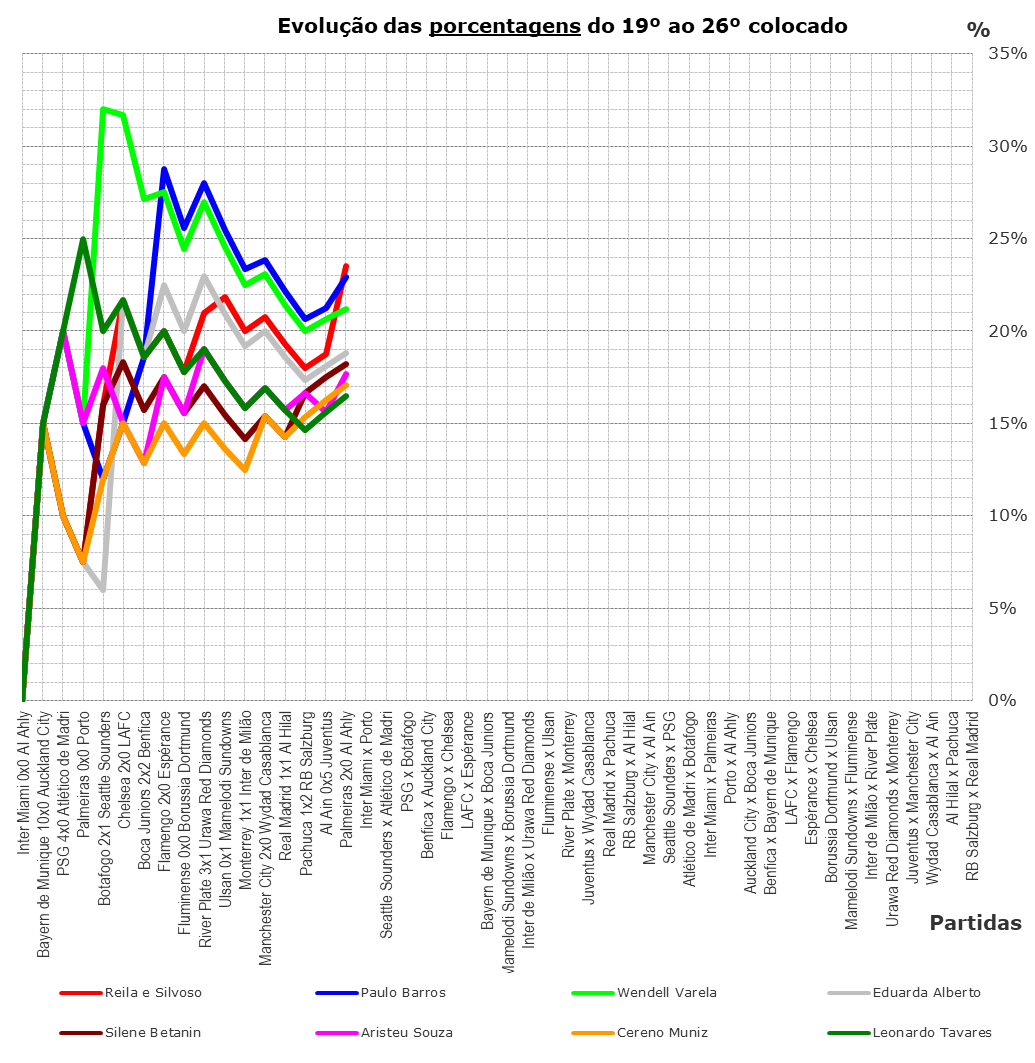 Evolução das porcentagens do 19º ao 26º colocado
%
35%
30%
25%
20%
15%
10%
5%
0%
Inter Miami 0x0 Al Ahly
Bayern de Munique 10x0 Auckland City
PSG 4x0 Atlético de Madri
Palmeiras 0x0 Porto
Botafogo 2x1 Seattle Sounders
Chelsea 2x0 LAFC
Boca Juniors 2x2 Benfica
Flamengo 2x0 Espérance
Fluminense 0x0 Borussia Dortmund
River Plate 3x1 Urawa Red Diamonds
Ulsan 0x1 Mamelodi Sundowns
Monterrey 1x1 Inter de Milão
Manchester City 2x0 Wydad Casablanca
Real Madrid 1x1 Al Hilal
Pachuca 1x2 RB Salzburg
Al Ain 0x5 Juventus
Palmeiras 2x0 Al Ahly
Inter Miami x Porto
Seattle Sounders x Atlético de Madri
PSG x Botafogo
Benfica x Auckland City
Flamengo x Chelsea
LAFC x Espérance
Bayern de Munique x Boca Juniors
Mamelodi Sundowns x Borussia Dortmund
Inter de Milão x Urawa Red Diamonds
Fluminense x Ulsan
River Plate x Monterrey
Juventus x Wydad Casablanca
Real Madrid x Pachuca
RB Salzburg x Al Hilal
Manchester City x Al Ain
Seattle Sounders x PSG
Atlético de Madri x Botafogo
Inter Miami x Palmeiras
Porto x Al Ahly
Auckland City x Boca Juniors
Benfica x Bayern de Munique
LAFC x Flamengo
Espérance x Chelsea
Borussia Dortmund x Ulsan
Mamelodi Sundowns x Fluminense
Inter de Milão x River Plate
Urawa Red Diamonds x Monterrey
Juventus x Manchester City
Wydad Casablanca x Al Ain
Al Hilal x Pachuca
RB Salzburg x Real Madrid
Partidas
Reila e Silvoso
Paulo Barros
Wendell Varela
Eduarda Alberto
Silene Betanin
Aristeu Souza
Cereno Muniz
Leonardo Tavares